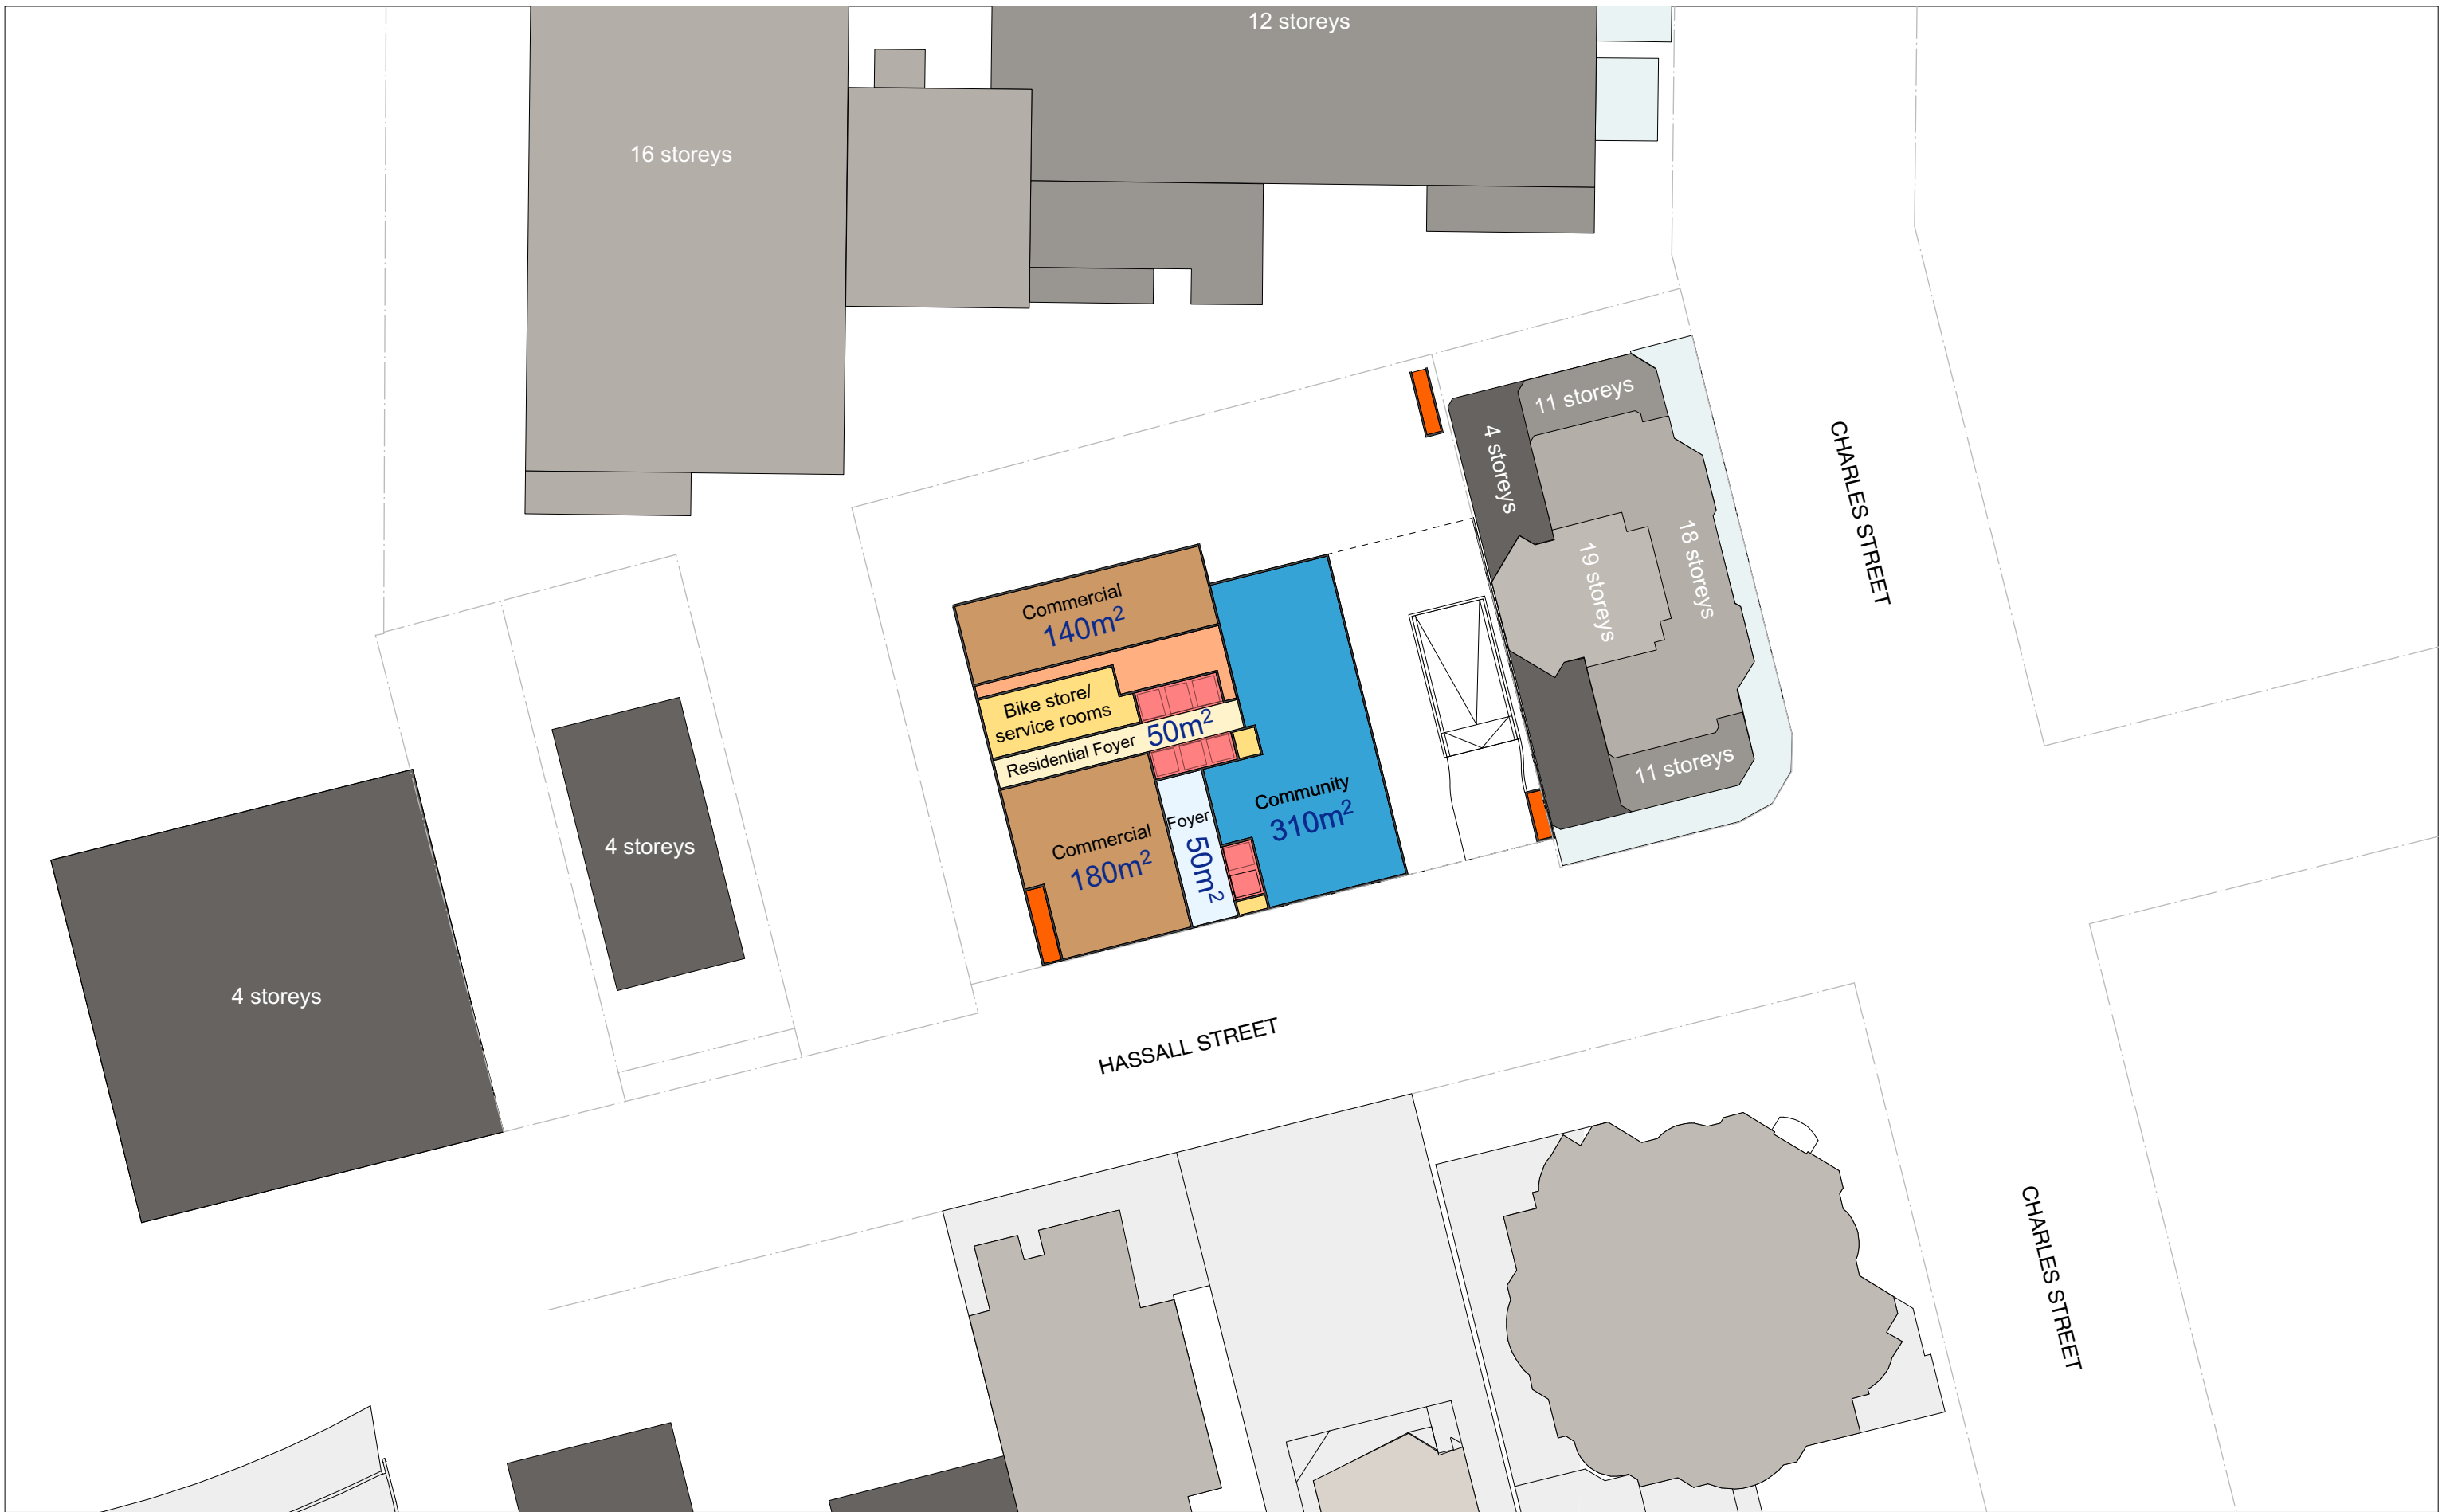 12 storeys
16 storeys
11 storeys
4 storeys
CHARLES STREET
18 storeys
19 storeys
Commercial
140m²
Bike store/
service rooms
Residential Foyer 50m²
11 storeys
Community
310m²
Foyer
50m²
Commercial
180m²
4 storeys
4 storeys
HASSALL STREET
CHARLES STREET